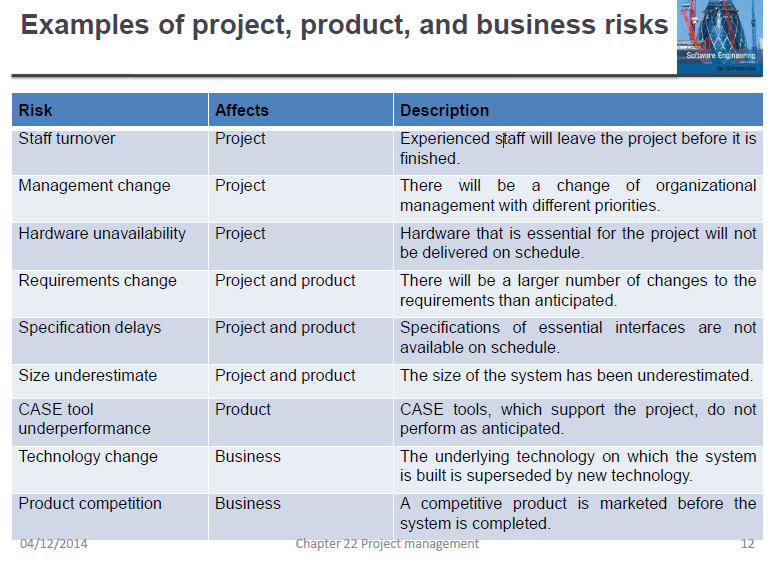 Examples of project, product, and business risks
Software Engineering
Ian Sommerville
Risk Affects Description
Staff turnover Project Experienced staff will leave the project before it is
finished.
Management change Project There will be a change of organizational
management with different priorities.
Hardware unavailability Project Hardware that is essential for the project will not
be delivered on schedule.
Requirements change Project and product There will be a larger number of changes to the
requirements than anticipated.
Specification delays Project and product Specifications of essential interfaces are not
available on schedule.
Size underestimate Project and product The size of the system has been underestimated.
CASE tool Product CASE tools, which support the project, do not
underperformance perform as anticipated.
Technology change Business The underlying technology on which the system
is built is superseded by new technology.
Product competition Business A competitive product is marketed before the
system is completed.
04/12/2014 Chapter 22 Project management 12